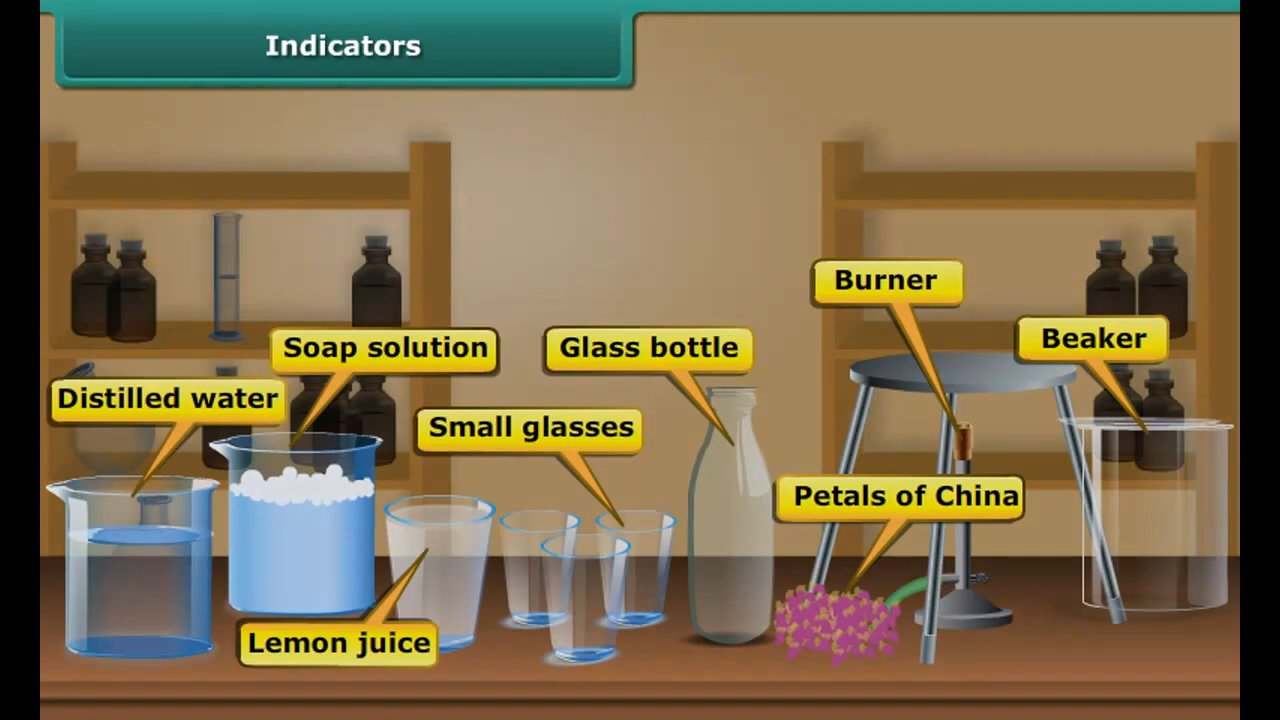 Indicators
Burner
Beaker
Soap solution
Glass bottle
Distilled water
Small glasses
Petals of China
Lemon juice